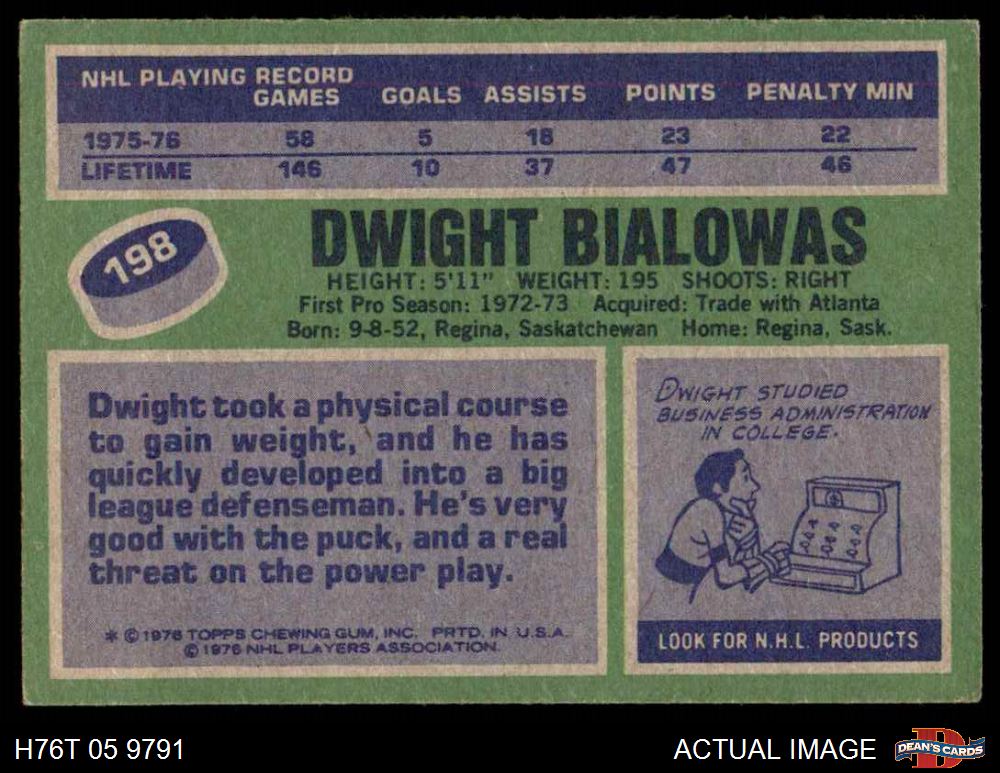 NHL PLAYING RECORD
GAMES GOALS ASSISTS POINTS PENALTY MIN
1975-76 58 5 18 23 22
LIFETIME 146 10 37 47 46
198
DWIGHT BIALOWAS
HEIGHT: 5'11" WEIGHT: 195 SHOOTS: RIGHT
First Pro Season: 1972-73 Acquired: Trade with Atlanta
Born: 9-8-52, Regina, Saskatchewan Home: Regina, Sask.
Dwight took a physical course
to gain weight, and he has
quickly developed into a big
league defenseman. He's very
good with the puck, and a real
threat on the power play.
* © 1976 TOPPS CHEWING GUM, INC. PRTD. IN U.S.A.
© 1976 NHL PLAYERS ASSOCIATION.
DWIGHT STUDIED
BUSINESS ADMINISTRATION
IN COLLEGE.
LOOK FOR N.H.L. PRODUCTS
H76T 05 9791 ACTUAL IMAGE
DEAN'S CARDS